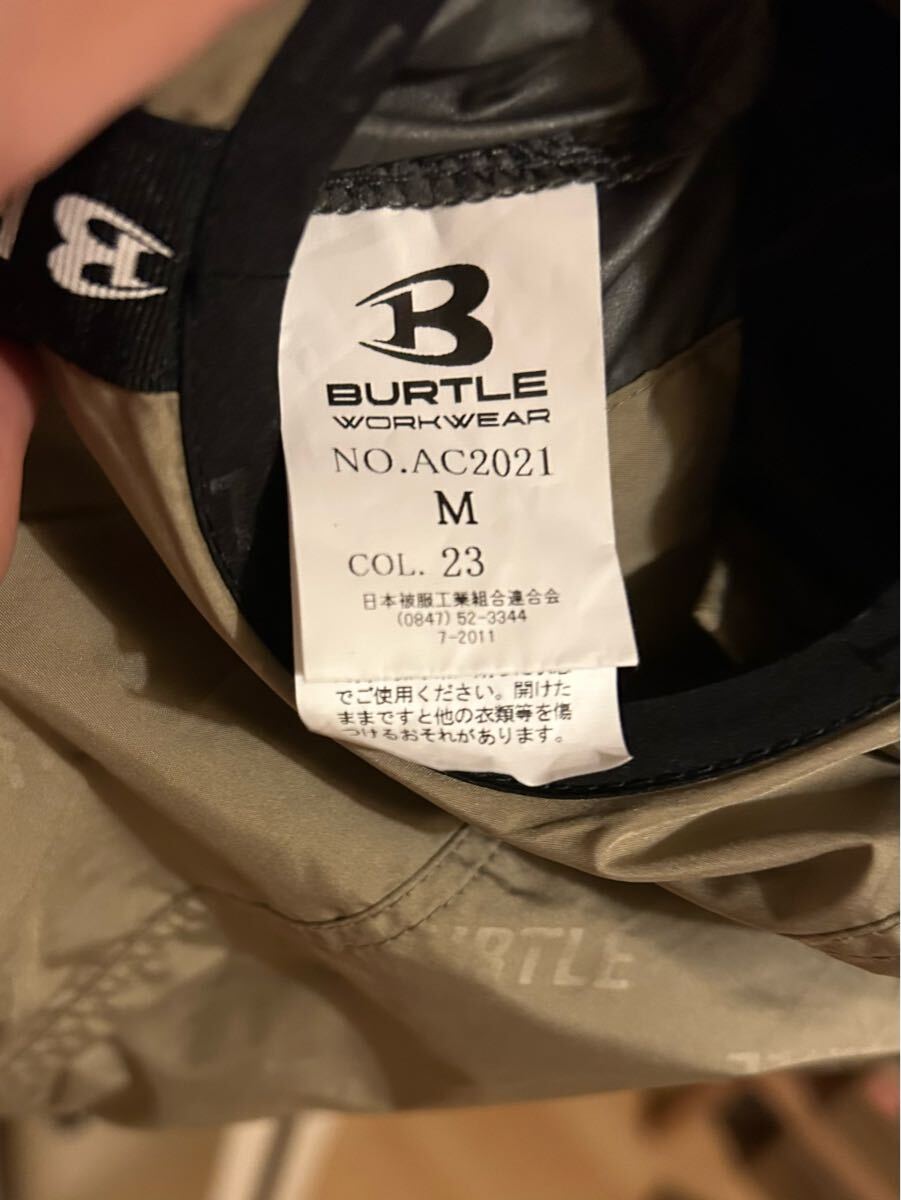 B
BURTLE
WORKWEAR
NO.AC2021
M
COL. 23
日本被服工業組合連合会
(0847) 52-3344
7-2011
でご使用ください。開けた
ままですと他の衣類等を傷
つけるおそれがあります。
BURTLE